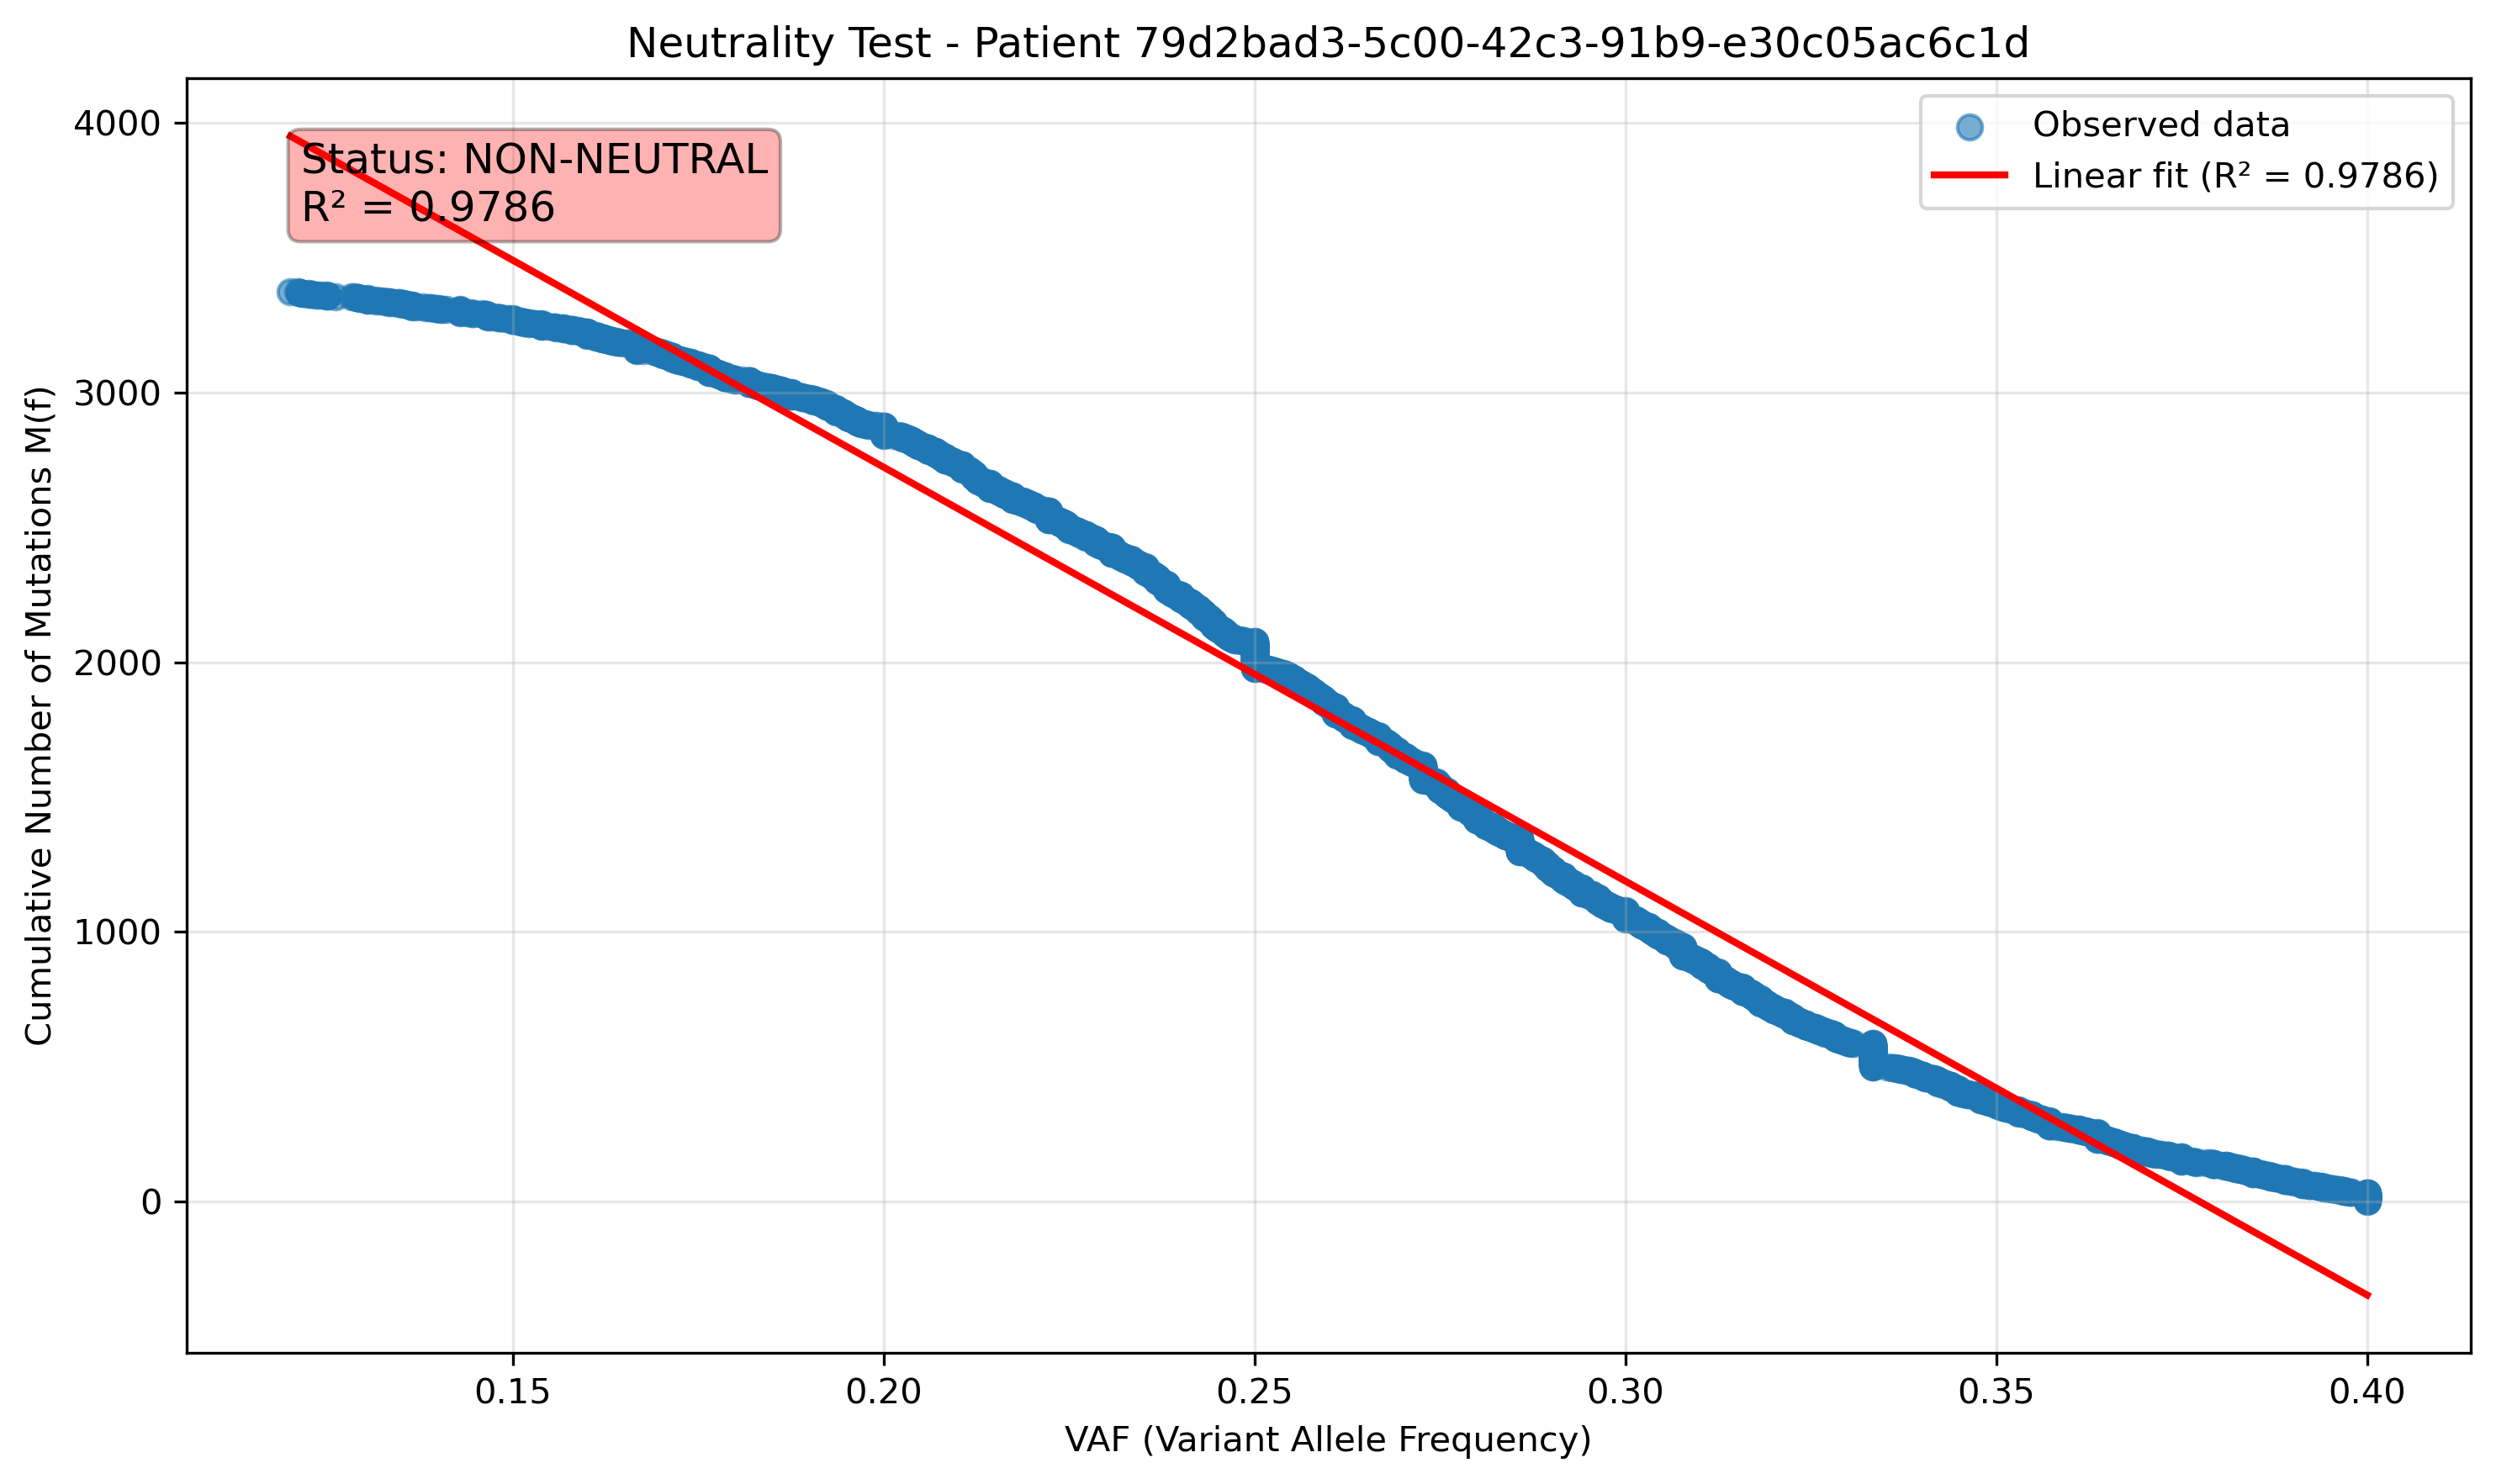 Neutrality Test - Patient 79d2bad3-5c00-42c3-91b9-e30c05ac6c1d
Status: NON-NEUTRAL
R² = 0.9786
Observed data
Linear fit (R² = 0.9786)
Cumulative Number of Mutations M(f)
4000
3000
2000
1000
0
0.15
0.20
0.25
0.30
0.35
0.40
VAF (Variant Allele Frequency)